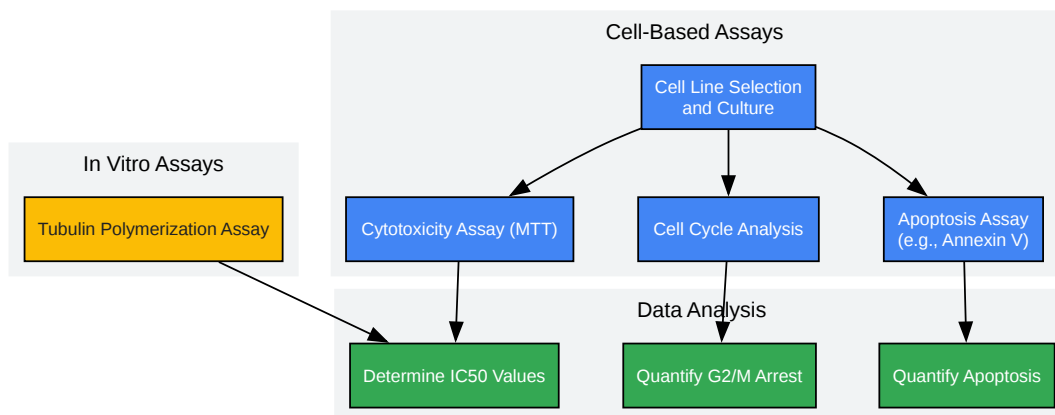 Cell-Based Assays
Cell Line Selection
and Culture
In Vitro Assays
Tubulin Polymerization Assay
Cytotoxicity Assay (MTT)
Cell Cycle Analysis
Apoptosis Assay
(e.g., Annexin V)
Data Analysis
Determine IC50 Values
Quantify G2/M Arrest
Quantify Apoptosis